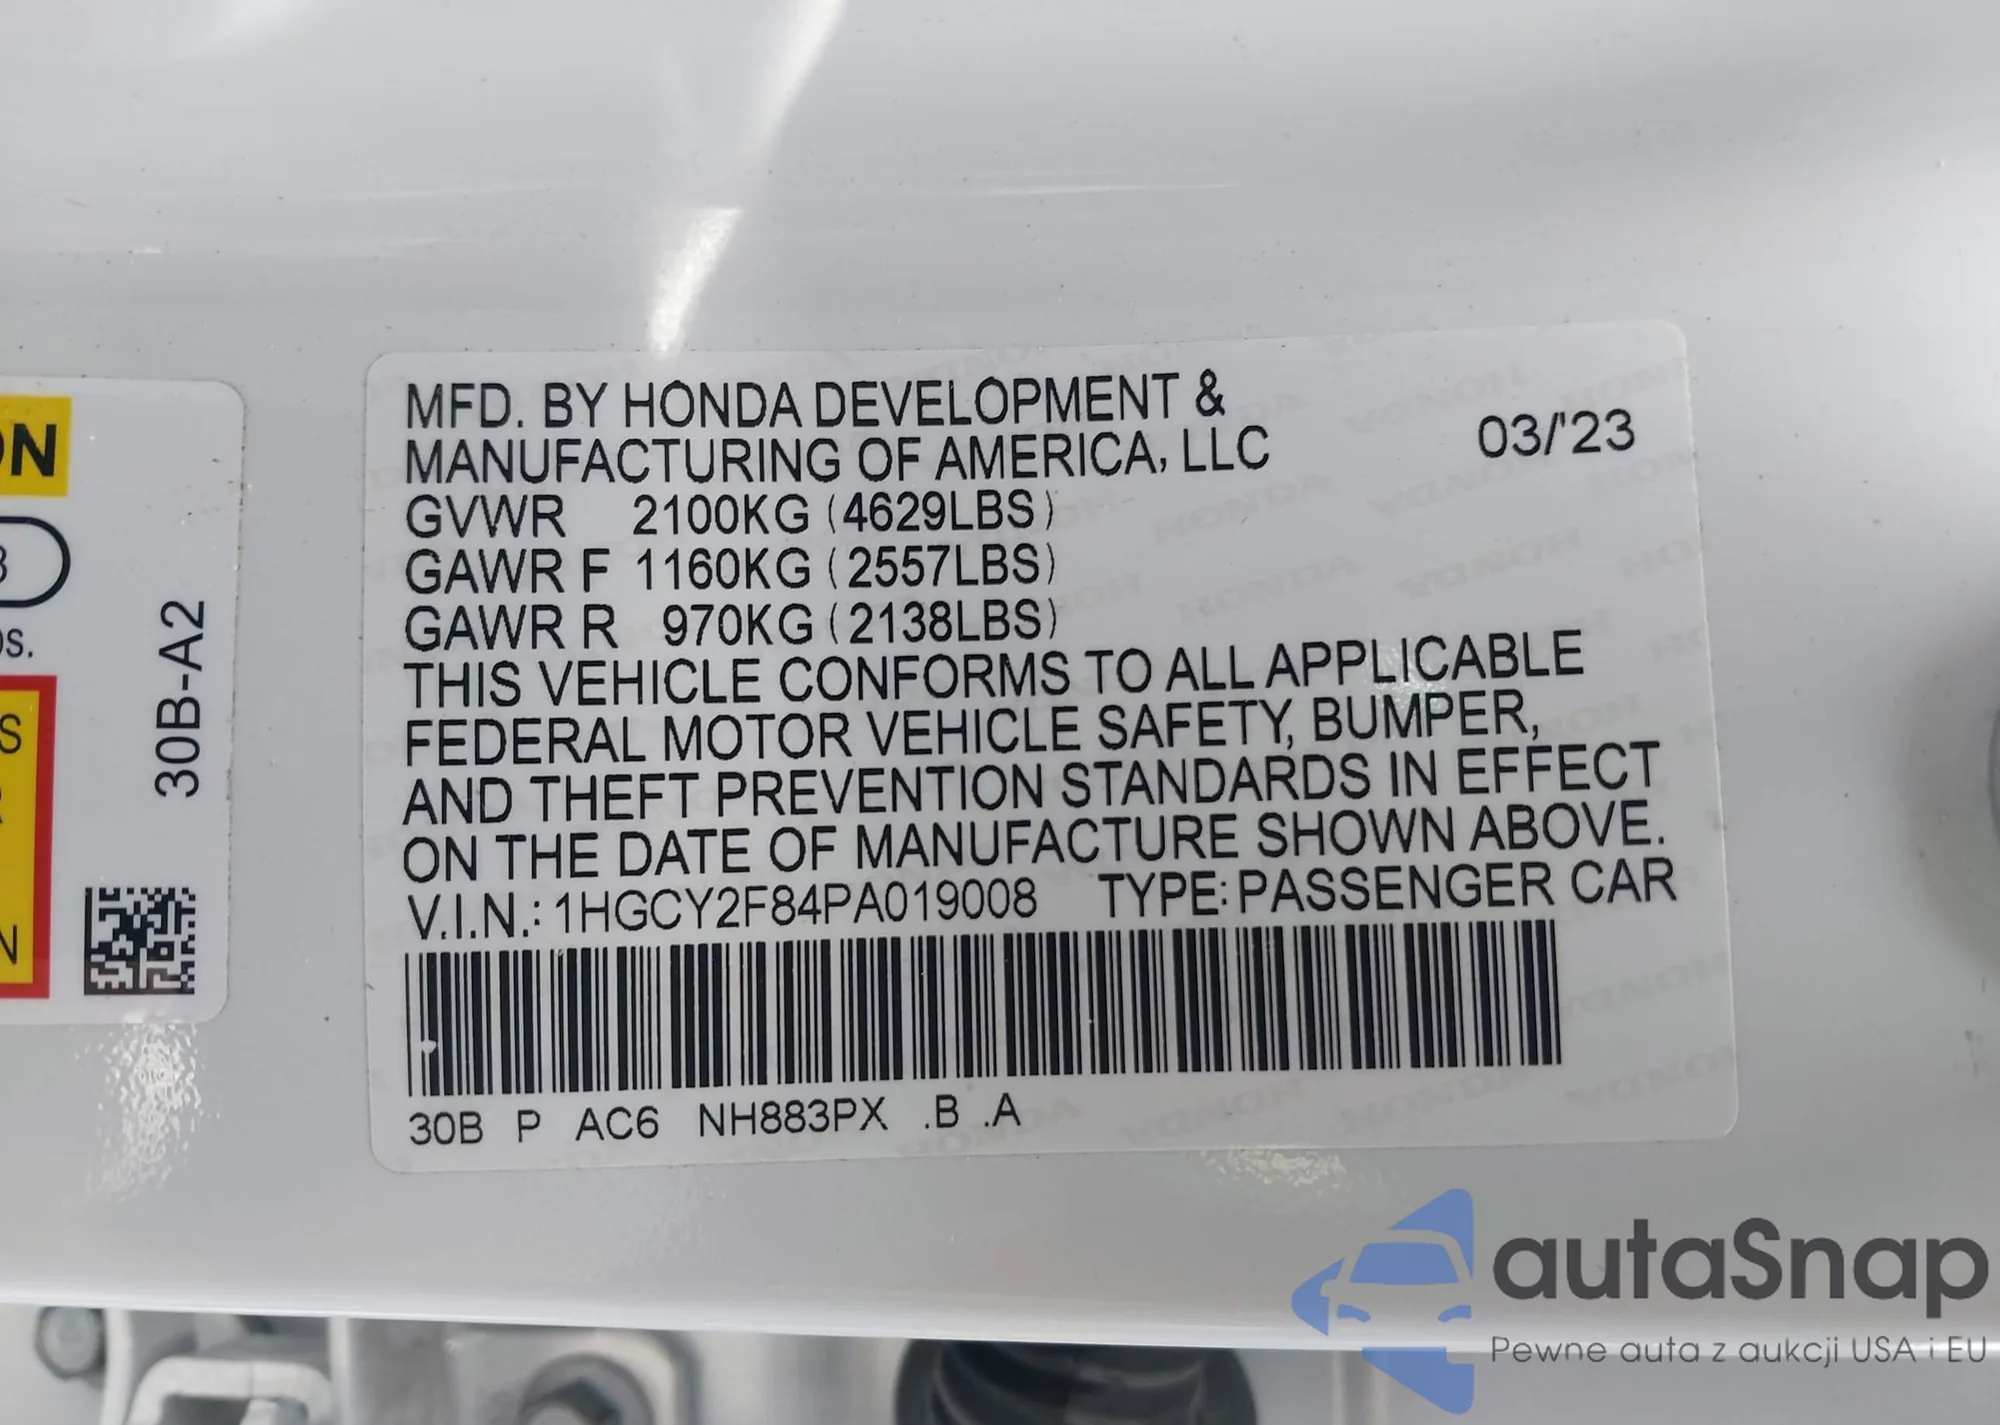 ON
3
OS.
S
R
N
30B-A2
MFD. BY HONDA DEVELOPMENT &
MANUFACTURING OF AMERICA, LLC
03/'23
GVWR 2100KG (4629LBS)
GAWR F 1160KG (2557LBS)
GAWR R 970KG (2138LBS)
THIS VEHICLE CONFORMS TO ALL APPLICABLE
FEDERAL MOTOR VEHICLE SAFETY, BUMPER,
AND THEFT PREVENTION STANDARDS IN EFFECT
ON THE DATE OF MANUFACTURE SHOWN ABOVE.
V.I.N.: 1HGCY2F84PA019008 TYPE: PASSENGER CAR
30B P AC6 NH883PX .B .A
autaSnap
Pewne auta z aukcji USA i EU